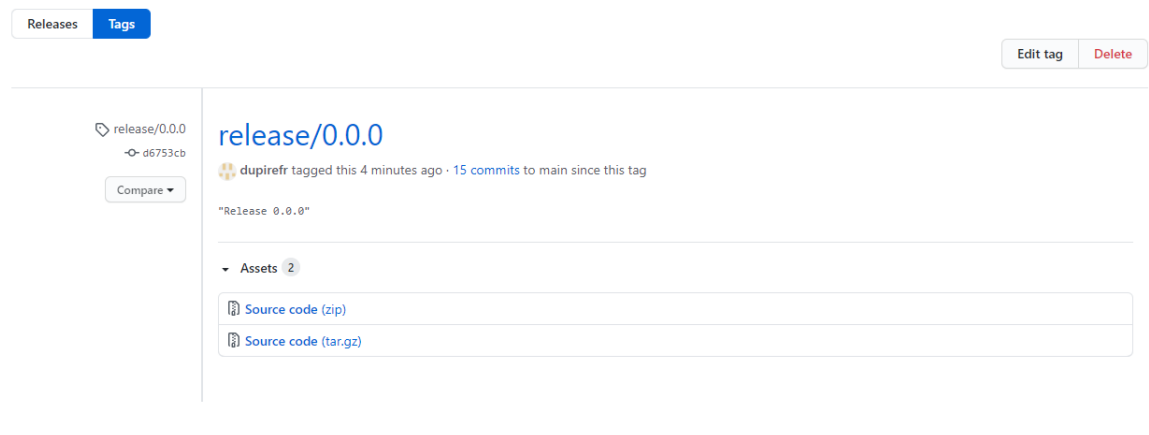 Releases Tags
Edit tag Delete
release/0.0.0
d6753cb
Compare
release/0.0.0
dupirefr tagged this 4 minutes ago · 15 commits to main since this tag
"Release 0.0.0"
Assets 2
Source code (zip)
Source code (tar.gz)